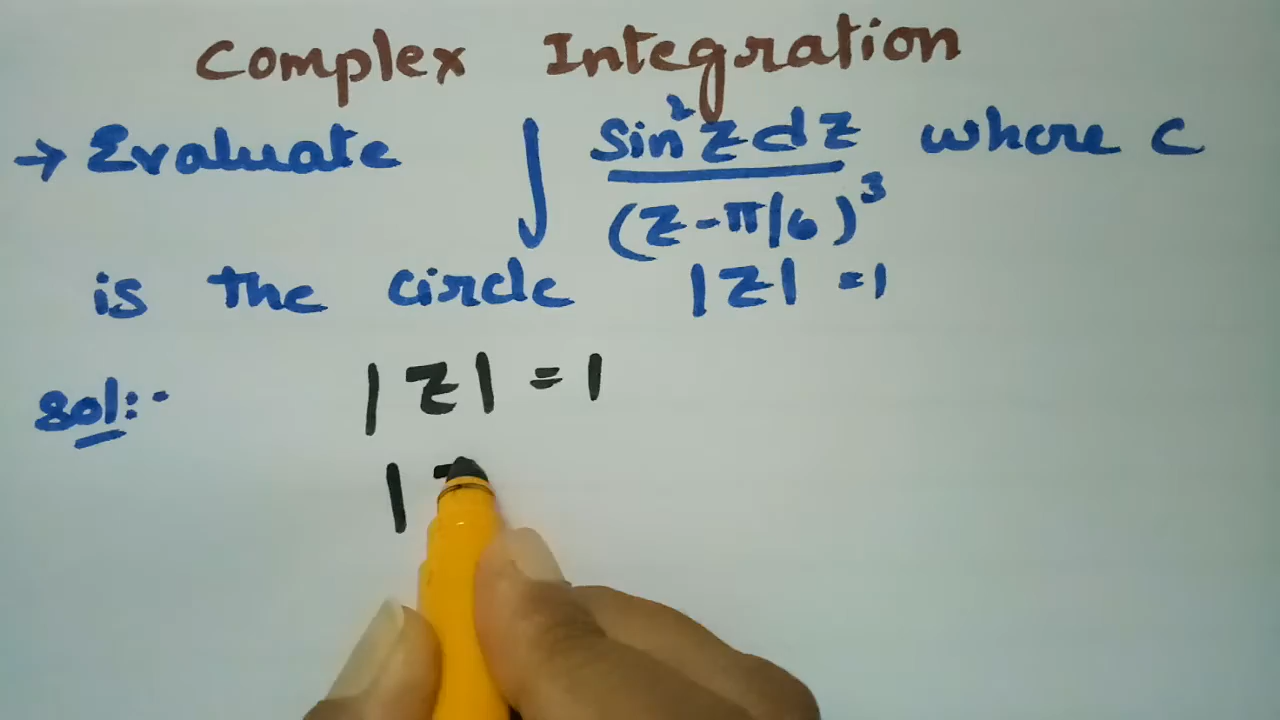 Complex Integration
→ Evaluate ∫ Sin²z dz / (z-π/6)³ where C
is the circle |z| = 1
Sol:-
|z| = 1
|